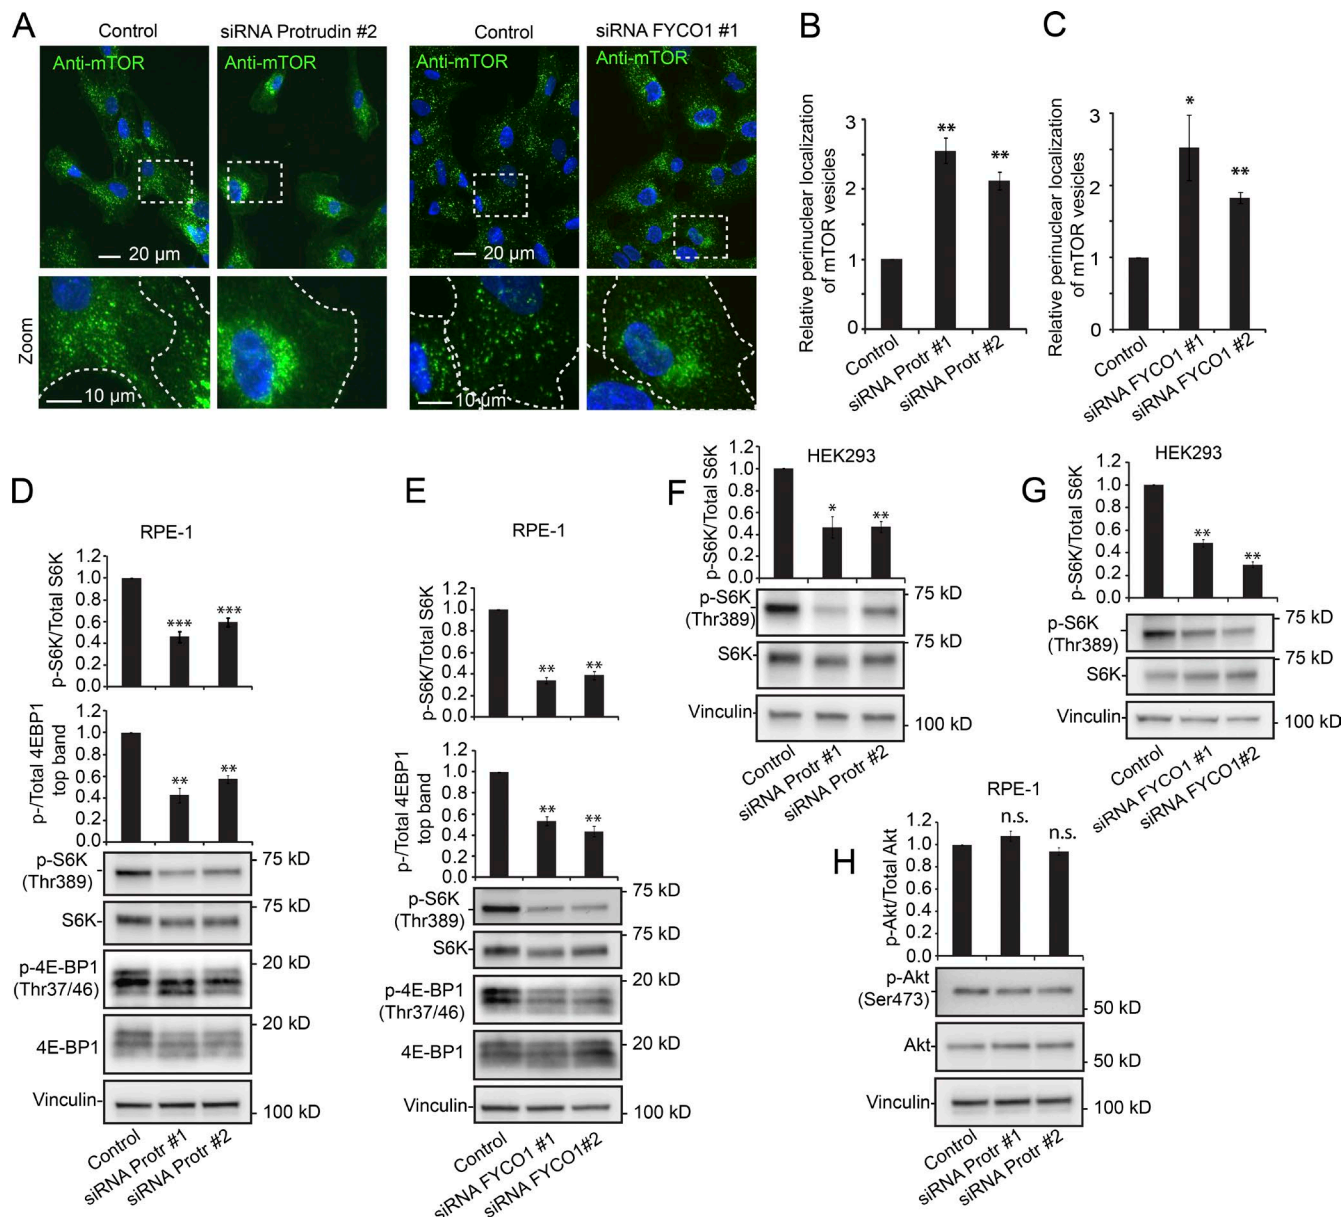 A
Control
siRNA Protrudin #2
Control
siRNA FYCO1 #1
Anti-mTOR
Anti-mTOR
Anti-mTOR
Anti-mTOR
20 µm
20 µm
Zoom
10 µm
10 µm
B
Relative perinuclear localization
of mTOR vesicles
3
2
1
0
**
**
Control
siRNA Protr #1
siRNA Protr #2
C
Relative perinuclear localization
of mTOR vesicles
3
2
1
0
*
**
Control
siRNA FYCO1 #1
siRNA FYCO1 #2
D
RPE-1
p-S6K/Total S6K
1.2
1.0
0.8
0.6
0.4
0.2
0.0
***
***
p-/Total 4EBP1
top band
1.2
1.0
0.8
0.6
0.4
0.2
0.0
**
**
p-S6K
(Thr389)
75 kD
S6K
75 kD
p-4E-BP1
(Thr37/46)
20 kD
4E-BP1
20 kD
Vinculin
100 kD
Control
siRNA Protr #1
siRNA Protr #2
E
RPE-1
p-S6K/Total S6K
1.2
1.0
0.8
0.6
0.4
0.2
0.0
**
**
p-/Total 4EBP1
top band
1.2
1.0
0.8
0.6
0.4
0.2
0.0
**
**
p-S6K
(Thr389)
75 kD
S6K
75 kD
p-4E-BP1
(Thr37/46)
20 kD
4E-BP1
20 kD
Vinculin
100 kD
Control
siRNA FYCO1 #1
siRNA FYCO1#2
F
HEK293
p-S6K/Total S6K
1.2
1.0
0.8
0.6
0.4
0.2
0.0
*
**
p-S6K
(Thr389)
75 kD
S6K
75 kD
Vinculin
100 kD
Control
siRNA Protr #1
siRNA Protr #2
G
HEK293
p-S6K/Total S6K
1.2
1.0
0.8
0.6
0.4
0.2
0.0
**
**
p-S6K
(Thr389)
75 kD
S6K
75 kD
Vinculin
100 kD
Control
siRNA FYCO1 #1
siRNA FYCO1#2
H
RPE-1
p-Akt/Total Akt
1.2
1.0
0.8
0.6
0.4
0.2
0.0
n.s.
n.s.
p-Akt
(Ser473)
50 kD
Akt
50 kD
Vinculin
100 kD
Control
siRNA Protr #1
siRNA Protr #2